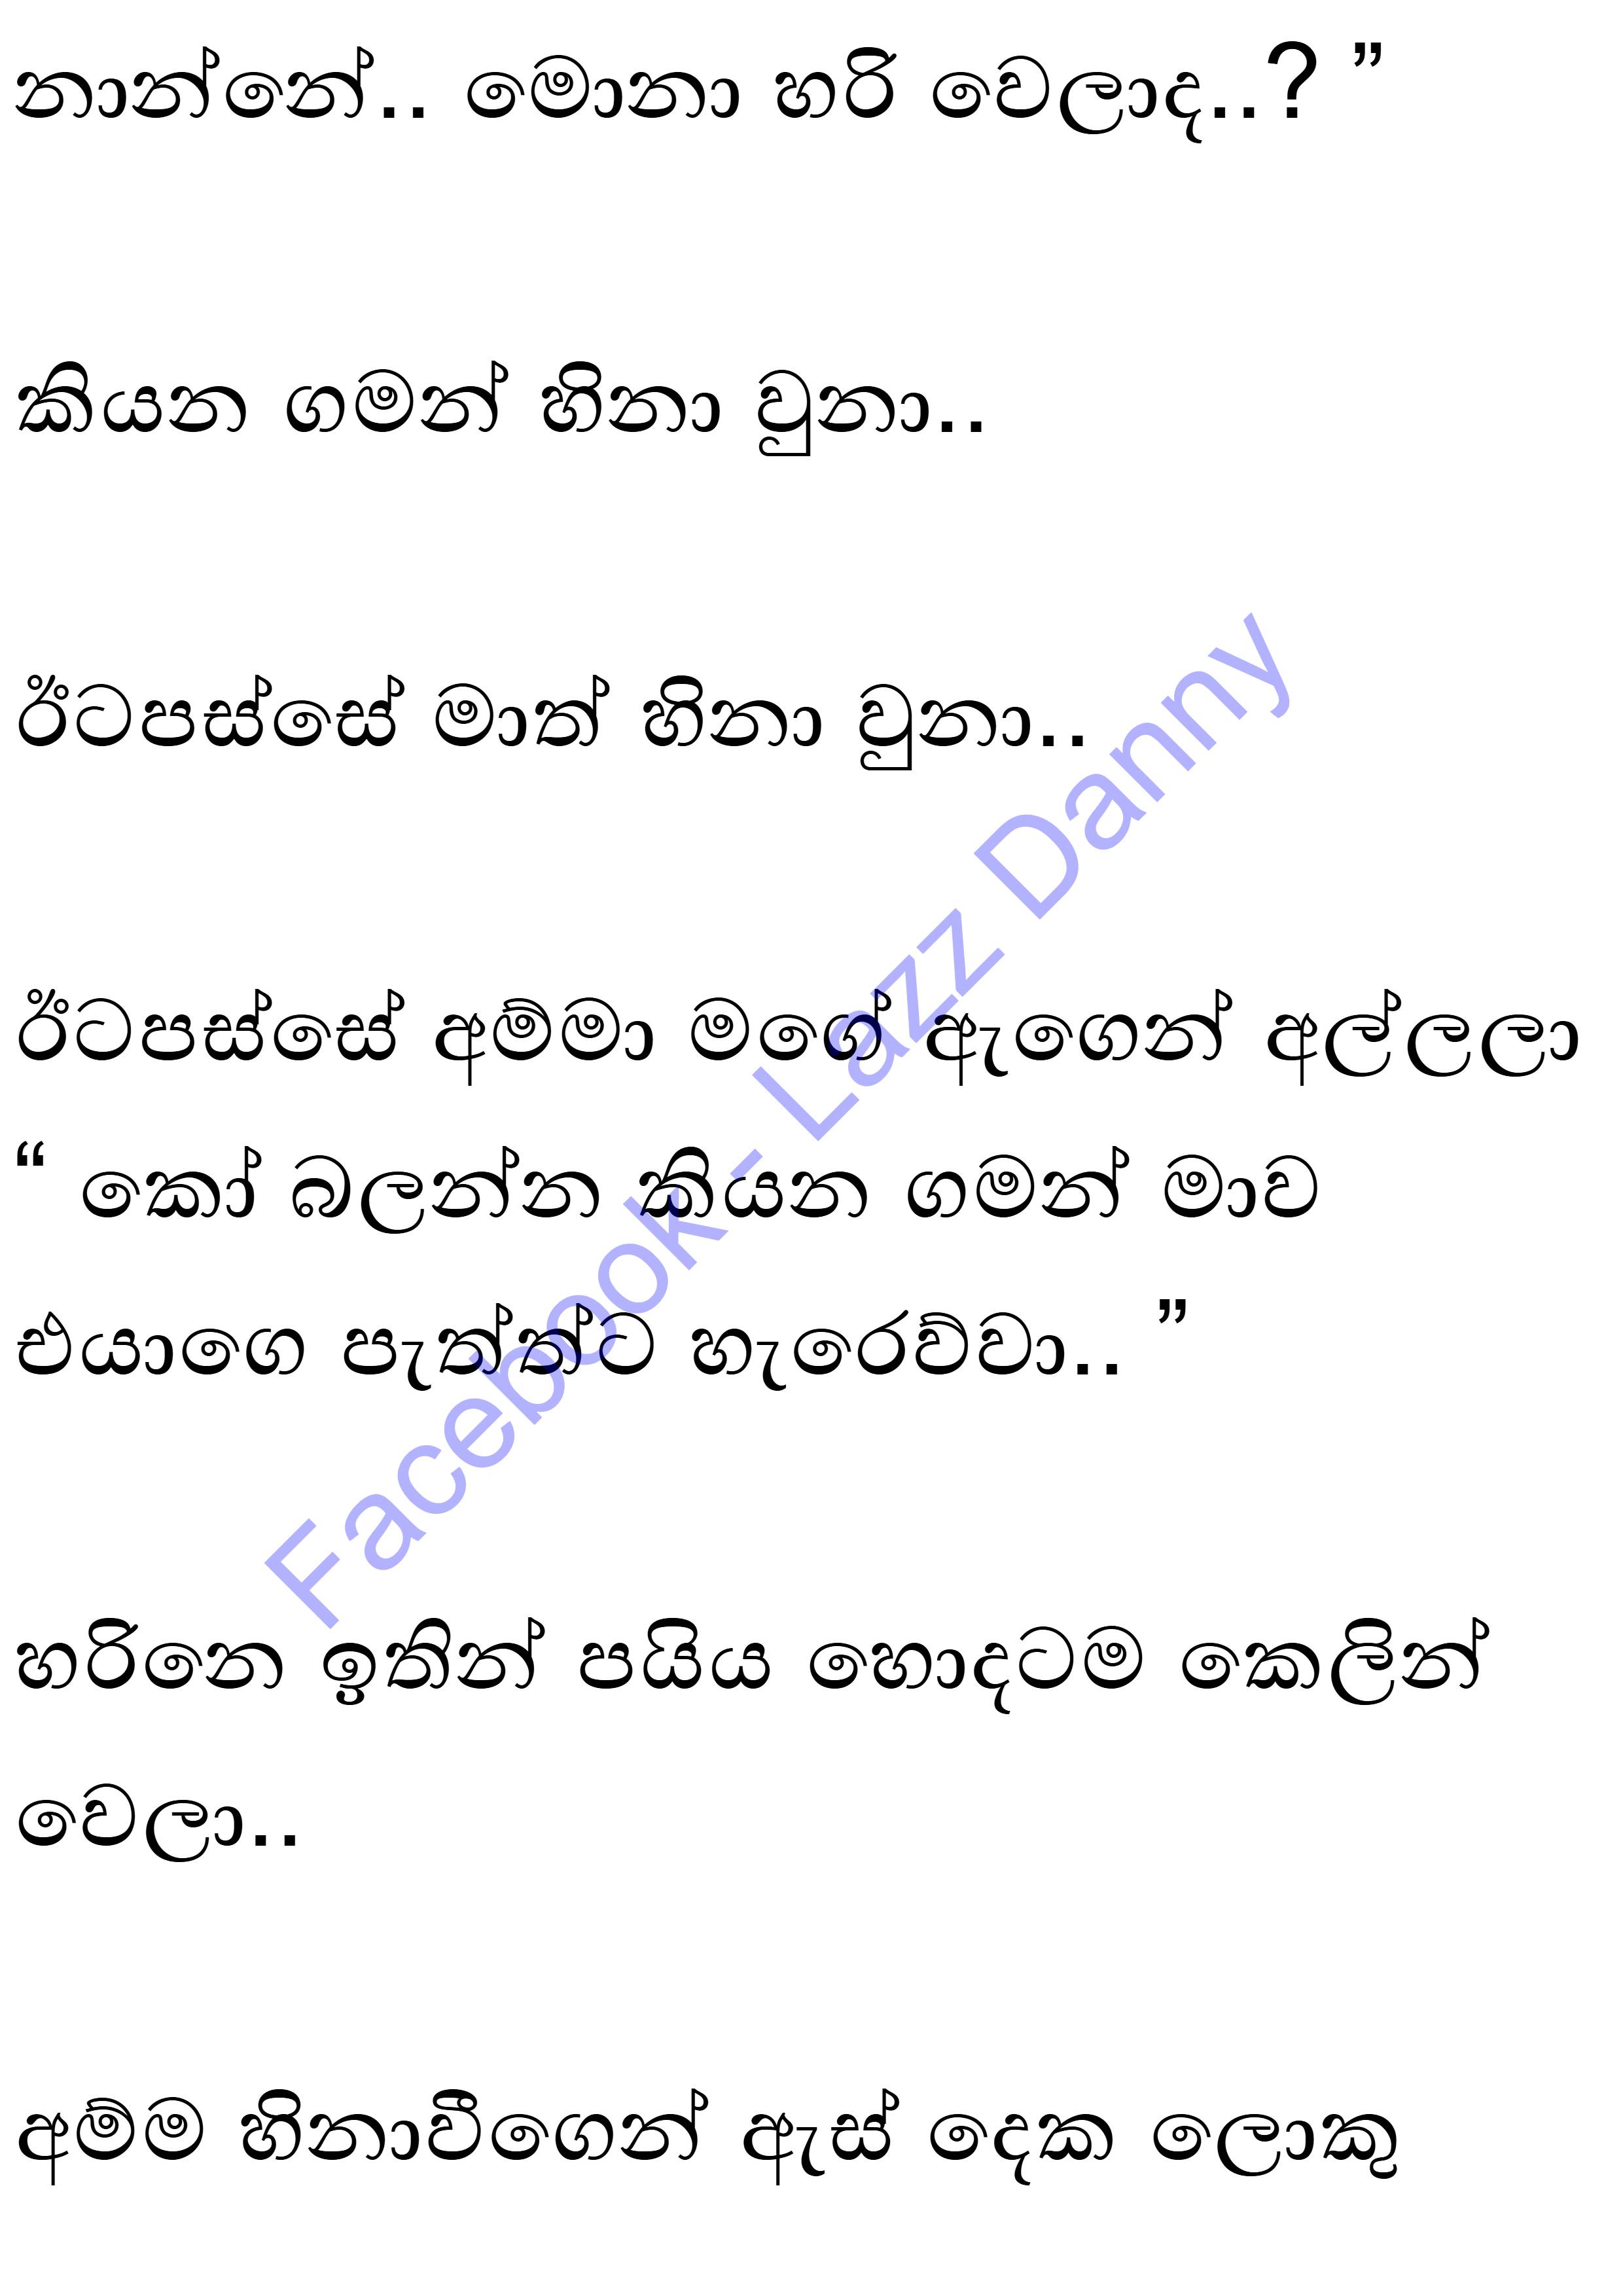 නාන්නේ.. මොනා හරි වෙලාද..? ”
කියන ගමන් හිනා වුනා..
ඊටපස්සේ මාත් හිනා වුනා..
ඊටපස්සේ අම්මා මගේ ඇගෙන් අල්ලලා
“ කෝ බලන්න කියන ගමන් මාව
එයාගෙ පැත්ත්ට හැරෙව්වා.. ”
හරිනෙ ඉතින් පයිය හොදටම කෙලින්
වෙලා..
අම්ම හිනාවීගෙන් ඇස් දෙක ලොකු
Facebook - Lazz Danny